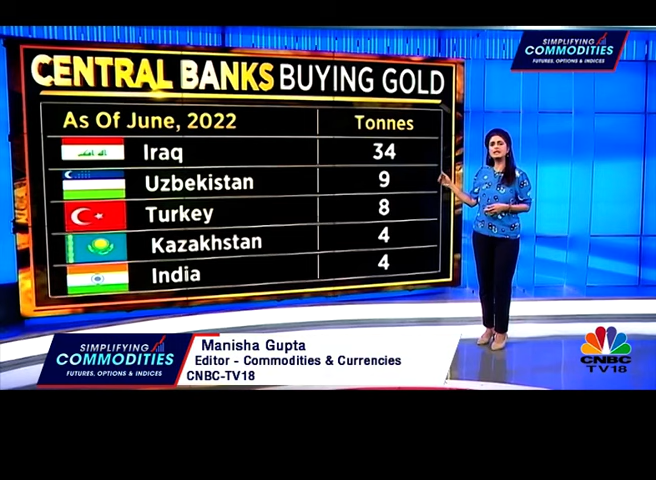 SIMPLIFYING
COMMODITIES
FUTURES, OPTIONS & INDICES
CENTRAL BANKS BUYING GOLD
As Of June, 2022 Tonnes
Iraq 34
Uzbekistan 9
Turkey 8
Kazakhstan 4
India 4
SIMPLIFYING
COMMODITIES
FUTURES, OPTIONS & INDICES
Manisha Gupta
Editor - Commodities & Currencies
CNBC-TV18
CNBC
TV18